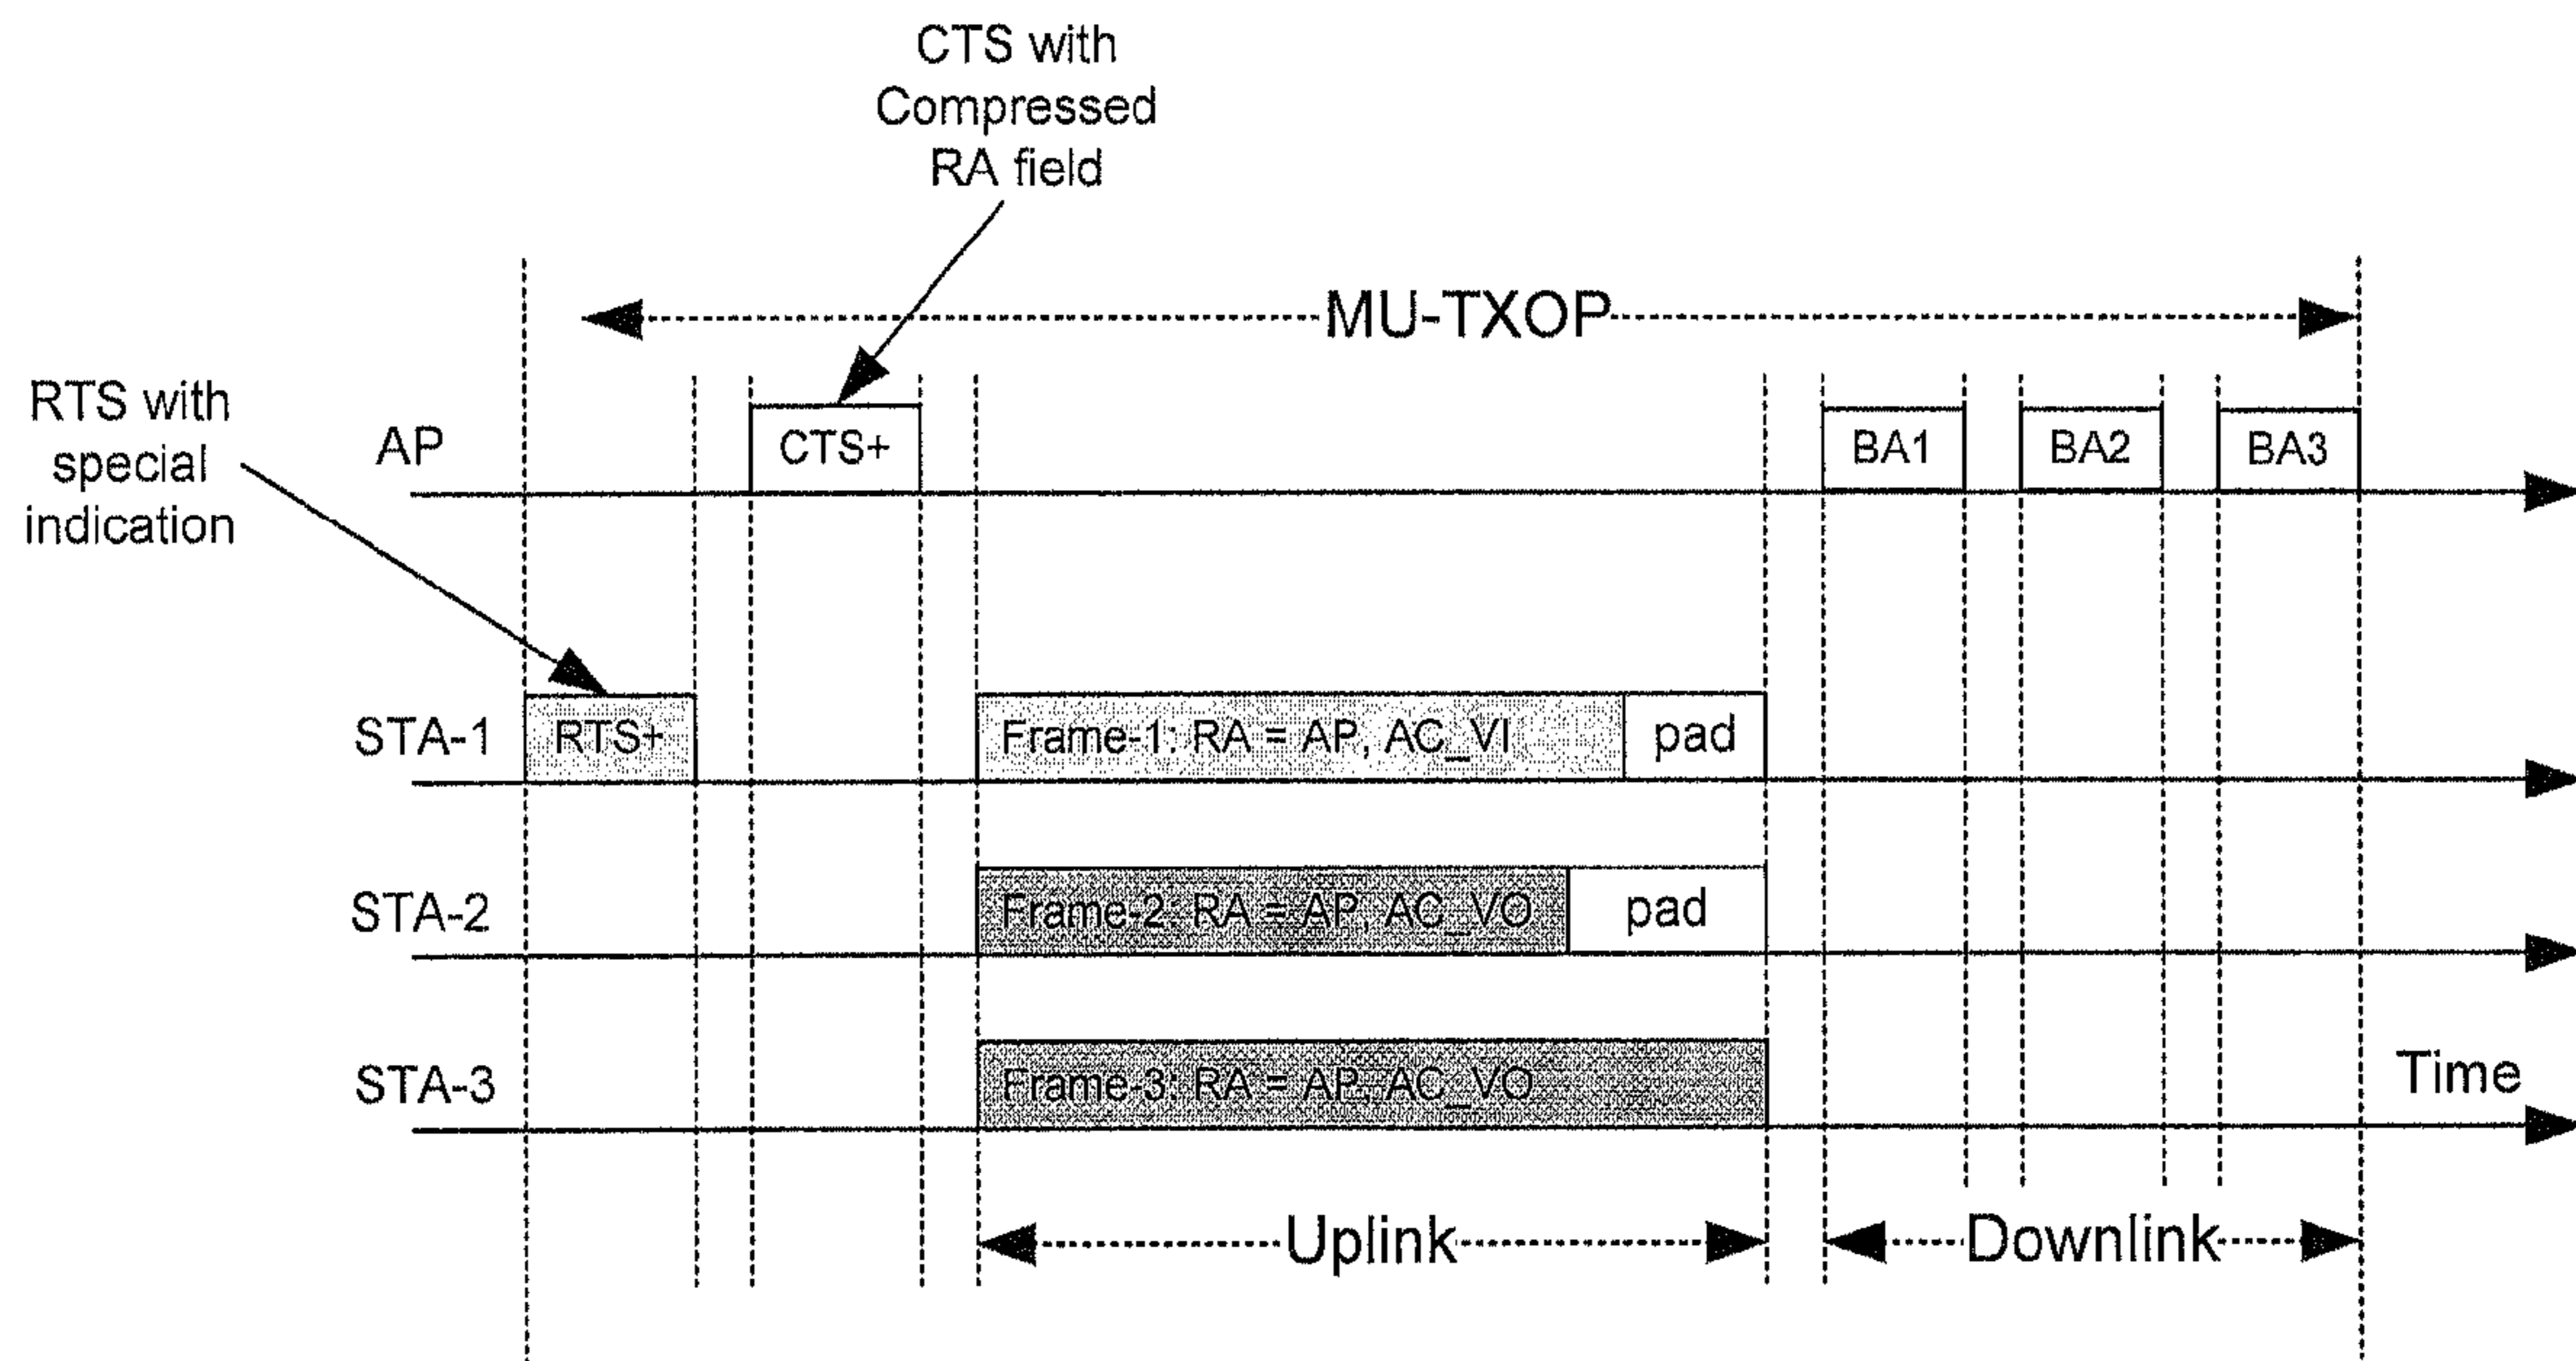 CTS with
Compressed
RA field
MU-TXOP
RTS with
special
indication
AP
CTS+
BA1
BA2
BA3
STA-1
RTS+
Frame-1: RA = AP, AC_VI
pad
STA-2
Frame-2: RA = AP, AC_VO
pad
STA-3
Frame-3: RA = AP, AC_VO
Time
Uplink
Downlink